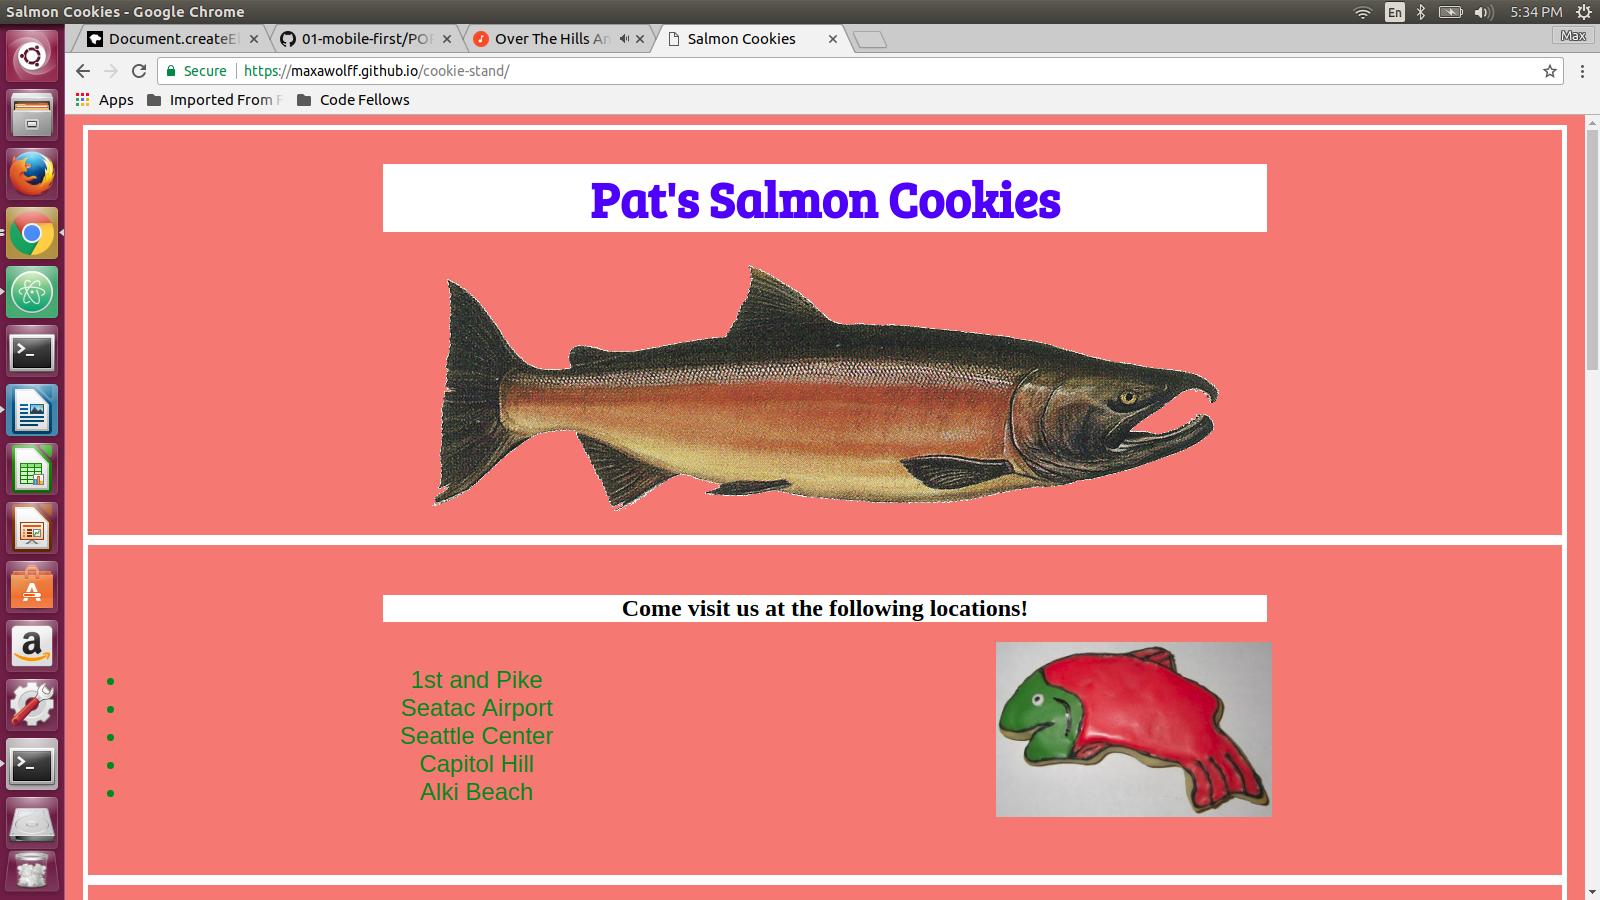 Salmon Cookies - Google Chrome
En
5:34 PM
Document.createEl
01-mobile-first/POR
Over The Hills An
Salmon Cookies
Max
Secure
https://maxawolff.github.io/cookie-stand/
Apps
Imported From F
Code Fellows
Pat's Salmon Cookies
Come visit us at the following locations!
1st and Pike
Seatac Airport
Seattle Center
Capitol Hill
Alki Beach